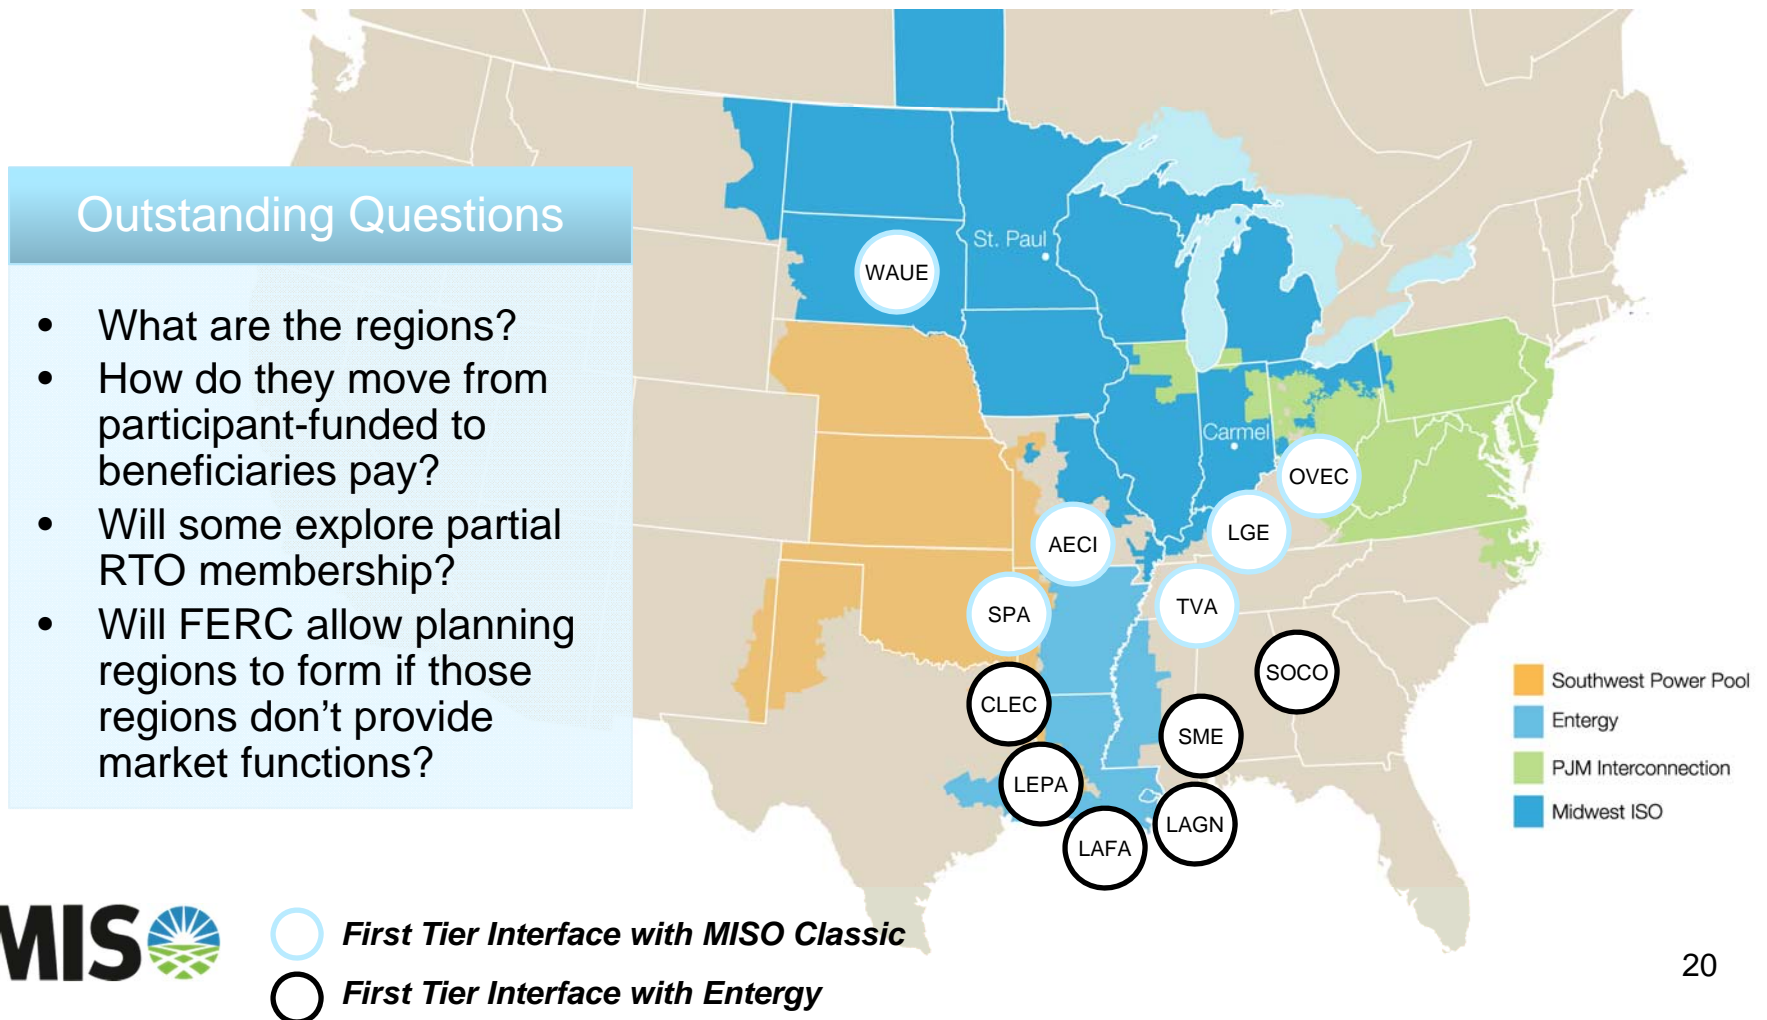 Outstanding Questions
• What are the regions?
• How do they move from
participant-funded to
beneficiaries pay?
• Will some explore partial
RTO membership?
• Will FERC allow planning
regions to form if those
regions don’t provide
market functions?
St. Paul
WAUE
Carmel
OVEC
LGE
AECI
TVA
SPA
SOCO
CLEC
SME
LEPA
LAGN
LAFA
Southwest Power Pool
Entergy
PJM Interconnection
Midwest ISO
MISO
First Tier Interface with MISO Classic
First Tier Interface with Entergy
20